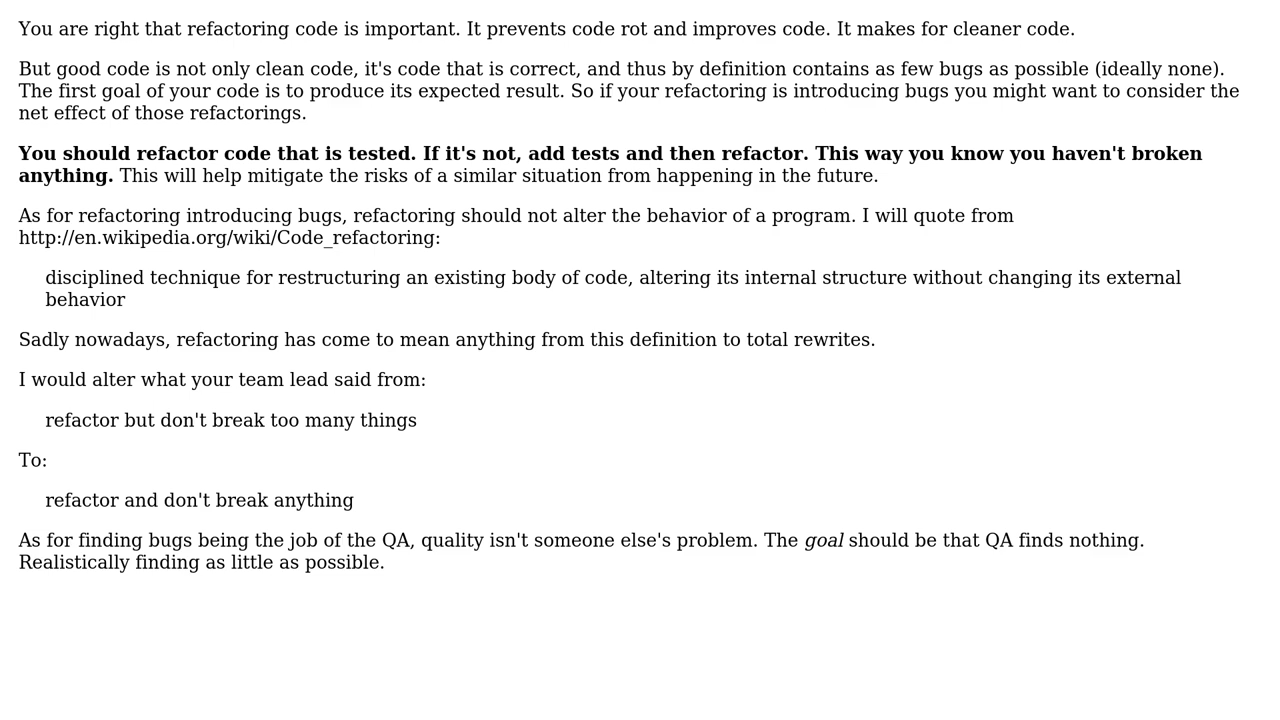 You are right that refactoring code is important. It prevents code rot and improves code. It makes for cleaner code.
But good code is not only clean code, it's code that is correct, and thus by definition contains as few bugs as possible (ideally none).
The first goal of your code is to produce its expected result. So if your refactoring is introducing bugs you might want to consider the
net effect of those refactorings.
You should refactor code that is tested. If it's not, add tests and then refactor. This way you know you haven't broken
anything. This will help mitigate the risks of a similar situation from happening in the future.
As for refactoring introducing bugs, refactoring should not alter the behavior of a program. I will quote from
http://en.wikipedia.org/wiki/Code_refactoring:
disciplined technique for restructuring an existing body of code, altering its internal structure without changing its external
behavior
Sadly nowadays, refactoring has come to mean anything from this definition to total rewrites.
I would alter what your team lead said from:
refactor but don't break too many things
To:
refactor and don't break anything
As for finding bugs being the job of the QA, quality isn't someone else's problem. The goal should be that QA finds nothing.
Realistically finding as little as possible.